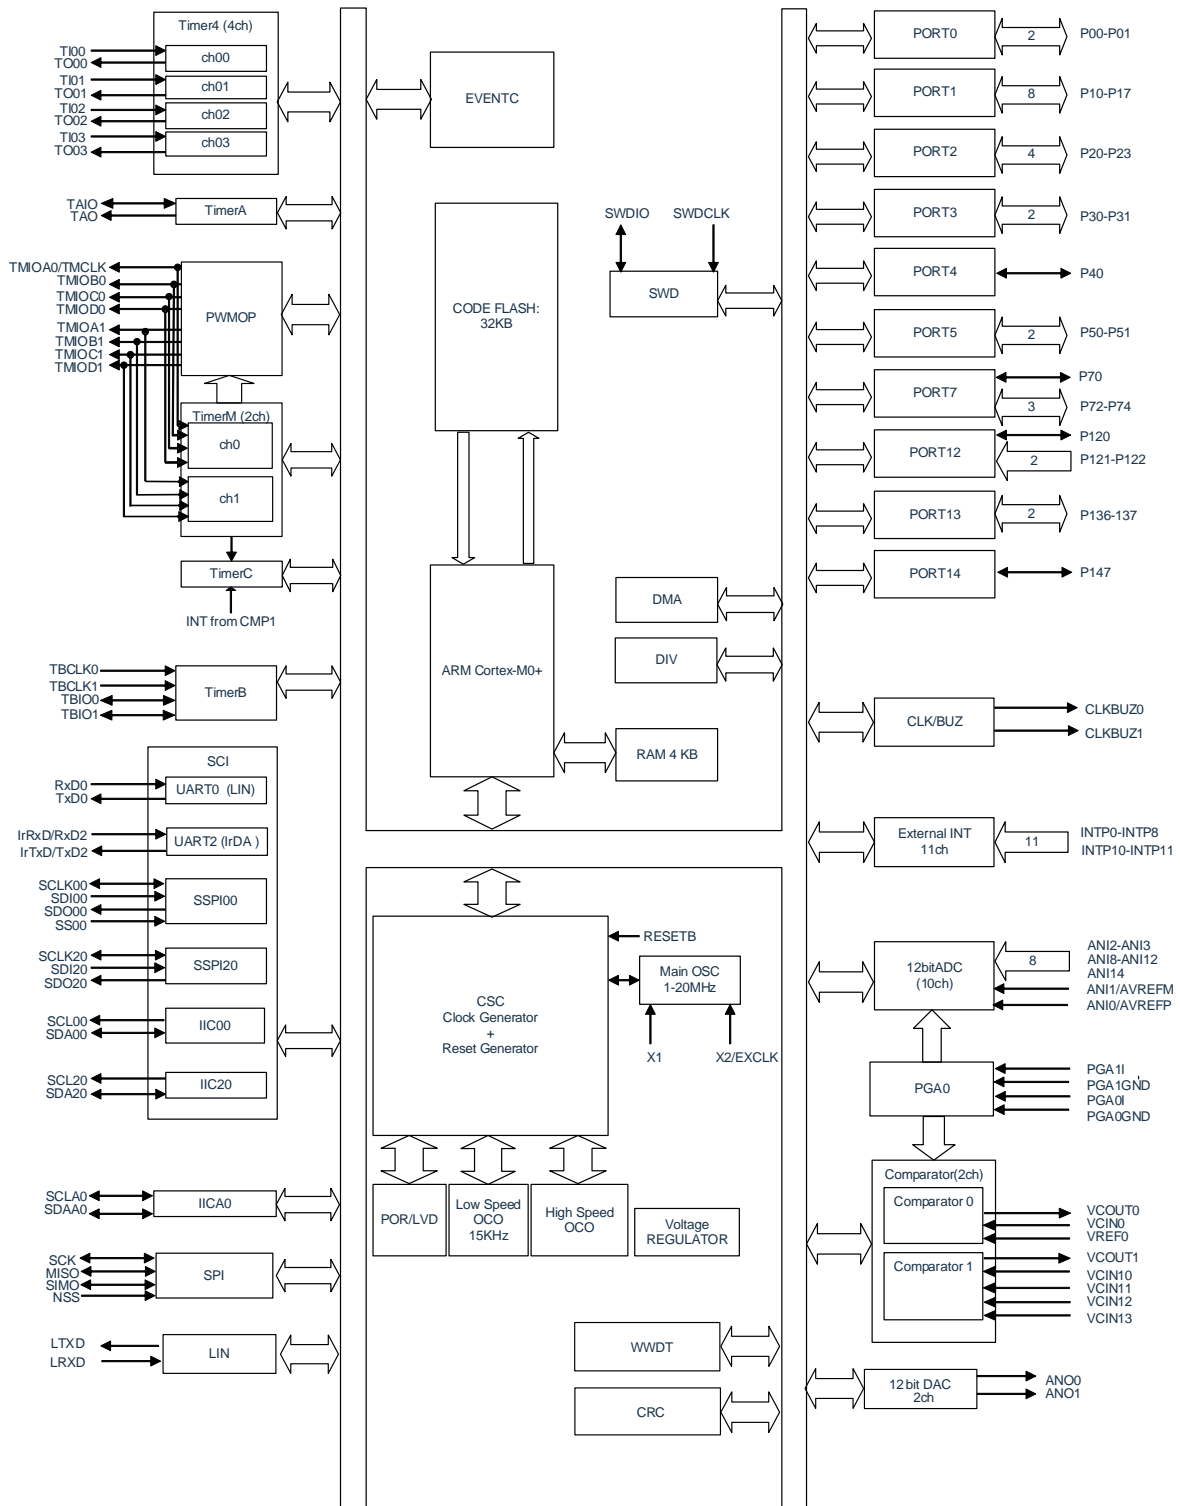 Timer4 (4ch)
TI00
TO00
ch00
TI01
TO01
ch01
TI02
TO02
ch02
TI03
TO03
ch03
TAIO
TAO
TimerA
TMIOA0/TMCLK
TMIOB0
TMIOC0
TMIOD0
TMIOA1
TMIOB1
TMIOC1
TMIOD1
PWMOP
TimerM (2ch)
ch0
ch1
TimerC
INT from CMP1
TBCLK0
TBCLK1
TBIO0
TBIO1
TimerB
SCI
RxD0
TxD0
UART0 (LIN)
IrRxD/RxD2
IrTxD/TxD2
UART2 (IrDA )
SCLK00
SDI00
SDO00
SS00
SSPI00
SCLK20
SDI20
SDO20
SSPI20
SCL00
SDA00
IIC00
SCL20
SDA20
IIC20
SCLA0
SDAA0
IICA0
SCK
MISO
SIMO
NSS
SPI
LTXD
LRXD
LIN
EVENTC
CODE FLASH:
32KB
SWDIO
SWDCLK
SWD
ARM Cortex-M0+
DMA
DIV
RAM 4 KB
CSC
Clock Generator
+
Reset Generator
RESETB
Main OSC
1-20MHz
X1
X2/EXCLK
POR/LVD
Low Speed
OCO
15KHz
High Speed
OCO
Voltage
REGULATOR
WWDT
CRC
PORT0
2
P00-P01
PORT1
8
P10-P17
PORT2
4
P20-P23
PORT3
2
P30-P31
PORT4
P40
PORT5
2
P50-P51
PORT7
P70
3
P72-P74
PORT12
P120
2
P121-P122
PORT13
2
P136-137
PORT14
P147
CLK/BUZ
CLKBUZ0
CLKBUZ1
External INT
11ch
11
INTP0-INTP8
INTP10-INTP11
12bitADC
(10ch)
8
ANI2-ANI3
ANI8-ANI12
ANI14
ANI1/AVREFM
ANI0/AVREFP
PGA0
PGA1I
PGA1GND
PGA0I
PGA0GND
Comparator(2ch)
Comparator 0
VCOUT0
VCIN0
VREF0
Comparator 1
VCOUT1
VCIN10
VCIN11
VCIN12
VCIN13
12 bit DAC
2ch
ANO0
ANO1